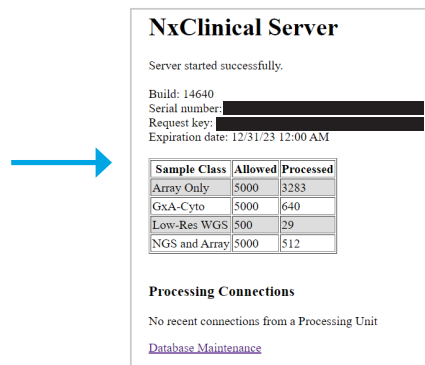 NxClinical Server
Server started successfully.
Build: 14640
Serial number:
Request key:
Expiration date: 12/31/23 12:00 AM
Sample Class Allowed Processed
Array Only 5000 3283
GxA-Cyto 5000 640
Low-Res WGS 500 29
NGS and Array 5000 512
Processing Connections
No recent connections from a Processing Unit
Database Maintenance